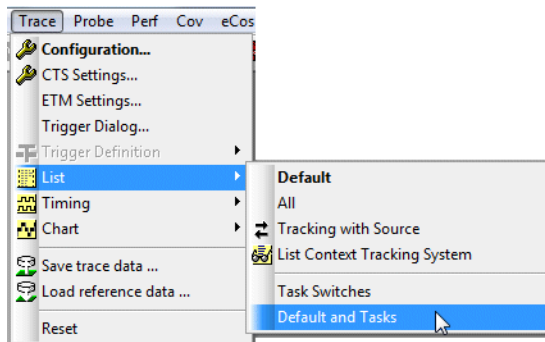 Trace Probe Perf Cov eCos
Configuration...
CTS Settings...
ETM Settings...
Trigger Dialog...
Trigger Definition
List
Timing
Chart
Save trace data ...
Load reference data ...
Reset
Default
All
Tracking with Source
List Context Tracking System
Task Switches
Default and Tasks